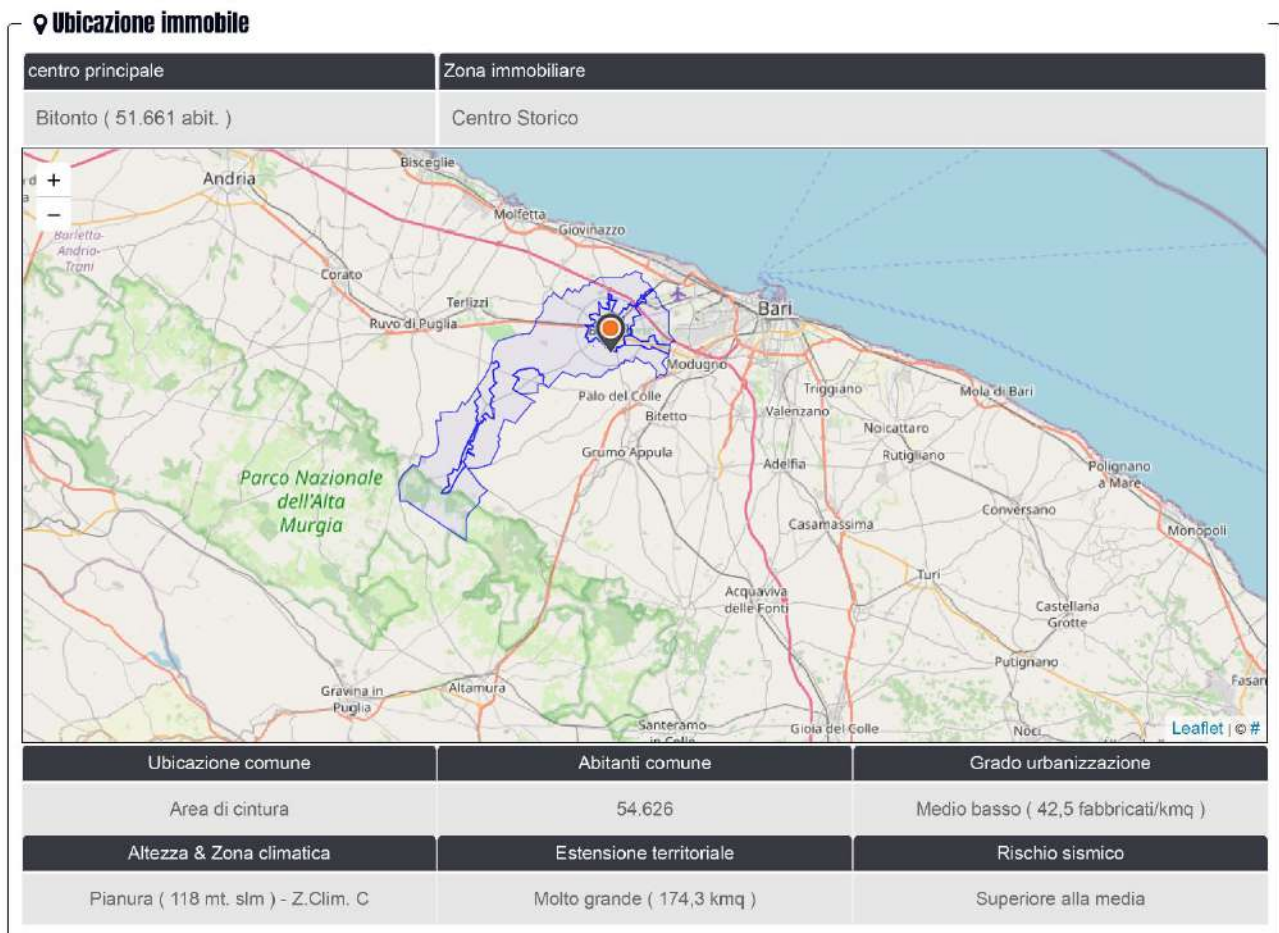 Ubicazione immobile
centro principale
Zona immobiliare
Bitonto ( 51.661 abit. )
Centro Storico
+
−
Bisceglie
Andria
Molfetta
Giovinazzo
Barletta-
Andria-
Trani
Corato
Terlizzi
Ruvo di Puglia
Bari
Modugno
Palo del Colle
Triggiano
Mola di Bari
Bitetto
Valenzano
Noicattaro
Grumo Appula
Adelfia
Rutigliano
Polignano
a Mare
Parco Nazionale
dell'Alta
Murgia
Conversano
Casamassima
Monopoli
Turi
Acquaviva
delle Fonti
Castellana
Grotte
Putignano
Gravina in
Puglia
Altamura
Fasan
Santeramo
in Colle
Gioia del Colle
Noci
Leaflet | © #
Ubicazione comune
Abitanti comune
Grado urbanizzazione
Area di cintura
54.626
Medio basso ( 42,5 fabbricati/kmq )
Altezza & Zona climatica
Estensione territoriale
Rischio sismico
Pianura ( 118 mt. slm ) - Z.Clim. C
Molto grande ( 174,3 kmq )
Superiore alla media